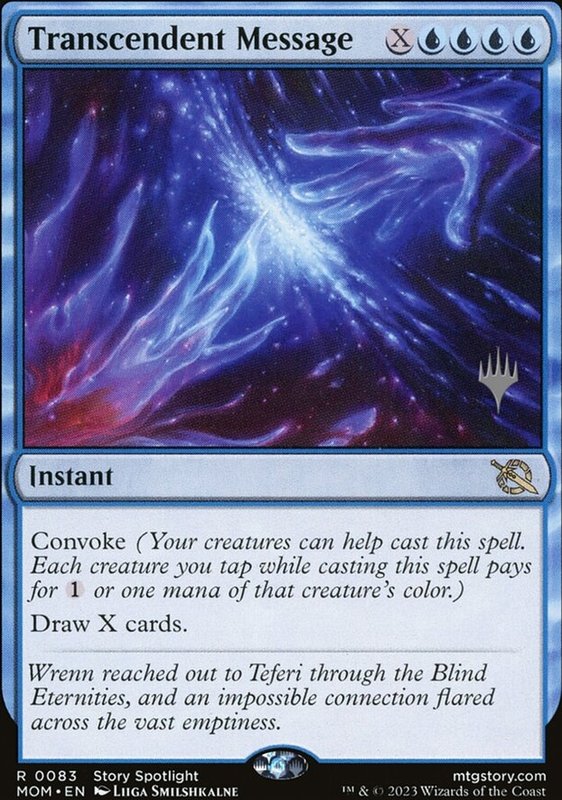 Transcendent Message X
Instant
Convoke (Your creatures can help cast this spell.
Each creature you tap while casting this spell pays
for 1 or one mana of that creature's color.)
Draw X cards.
Wrenn reached out to Teferi through the Blind
Eternities, and an impossible connection flared
across the vast emptiness.
R 0083 Story Spotlight mtgstory.com
MOM • EN Liiga Smilshkalne ™ & © 2023 Wizards of the Coast